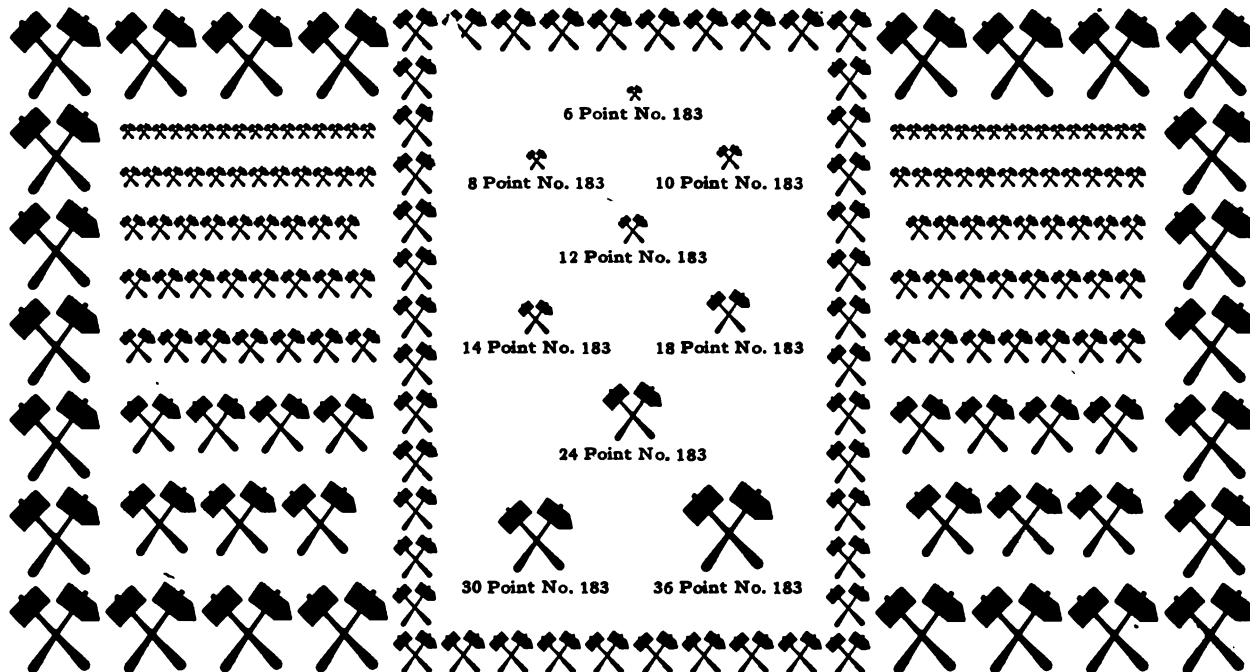 6 Point No. 183
8 Point No. 183
10 Point No. 183
12 Point No. 183
14 Point No. 183
18 Point No. 183
24 Point No. 183
30 Point No. 183
36 Point No. 183